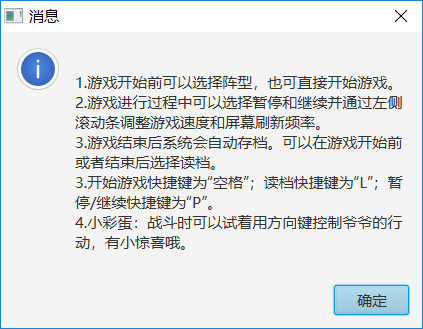 消息
1.游戏开始前可以选择阵型，也可直接开始游戏。
2.游戏进行过程中可以选择暂停和继续并通过左侧
滚动条调整游戏速度和屏幕刷新频率。
3.游戏结束后系统会自动存档。可以在游戏开始前
或者结束后选择读档。
3.开始游戏快捷键为“空格”；读档快捷键为“L”；暂
停/继续快捷键为“P”。
4.小彩蛋：战斗时可以试着用方向键控制爷爷的行
动，有小惊喜哦。
确定